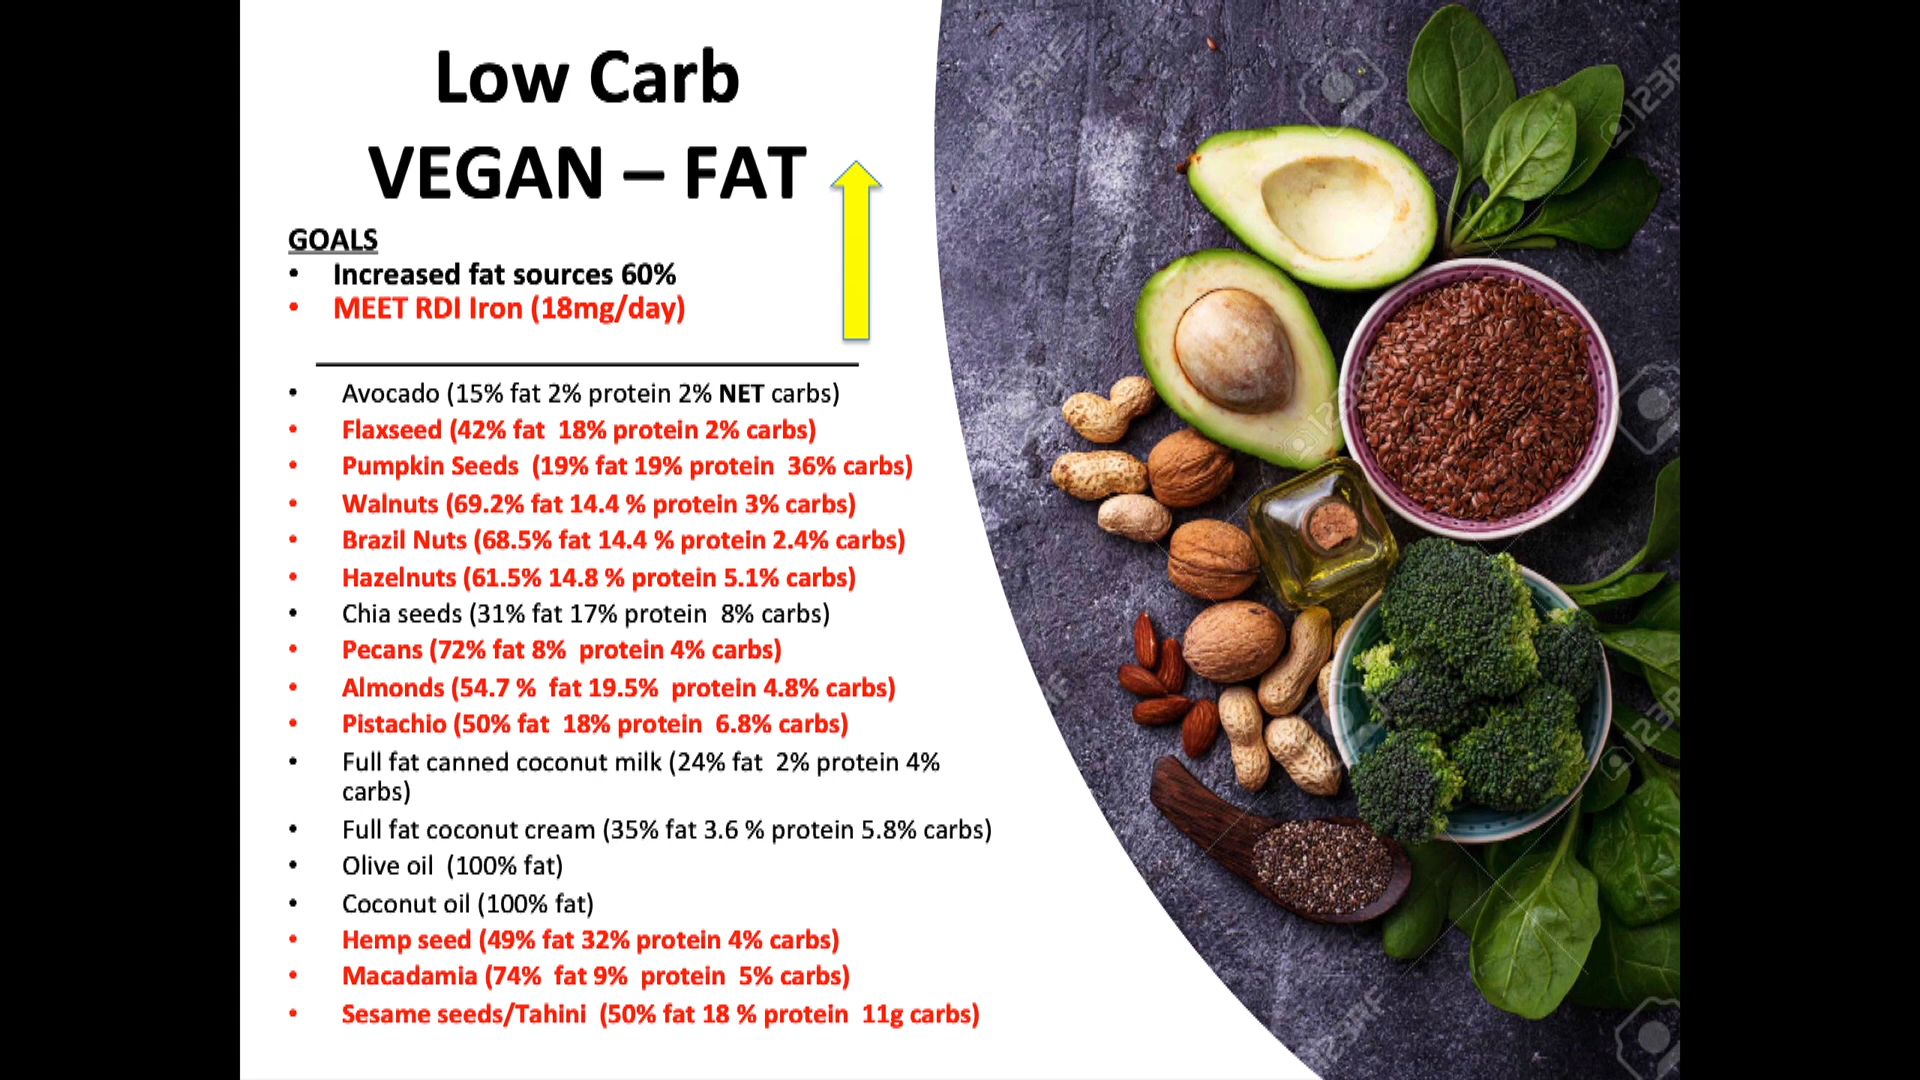 Low Carb
VEGAN – FAT
GOALS
• Increased fat sources 60%
• MEET RDI Iron (18mg/day)
• Avocado (15% fat 2% protein 2% NET carbs)
• Flaxseed (42% fat  18% protein 2% carbs)
• Pumpkin Seeds  (19% fat 19% protein  36% carbs)
• Walnuts (69.2% fat 14.4 % protein 3% carbs)
• Brazil Nuts (68.5% fat 14.4 % protein 2.4% carbs)
• Hazelnuts (61.5% 14.8 % protein 5.1% carbs)
• Chia seeds (31% fat 17% protein  8% carbs)
• Pecans (72% fat 8%  protein 4% carbs)
• Almonds (54.7 %  fat 19.5%  protein 4.8% carbs)
• Pistachio (50% fat  18% protein  6.8% carbs)
• Full fat canned coconut milk (24% fat  2% protein 4%
carbs)
• Full fat coconut cream (35% fat 3.6 % protein 5.8% carbs)
• Olive oil  (100% fat)
• Coconut oil (100% fat)
• Hemp seed (49% fat 32% protein 4% carbs)
• Macadamia (74%  fat 9%  protein  5% carbs)
• Sesame seeds/Tahini  (50% fat 18 % protein  11g carbs)
123RF